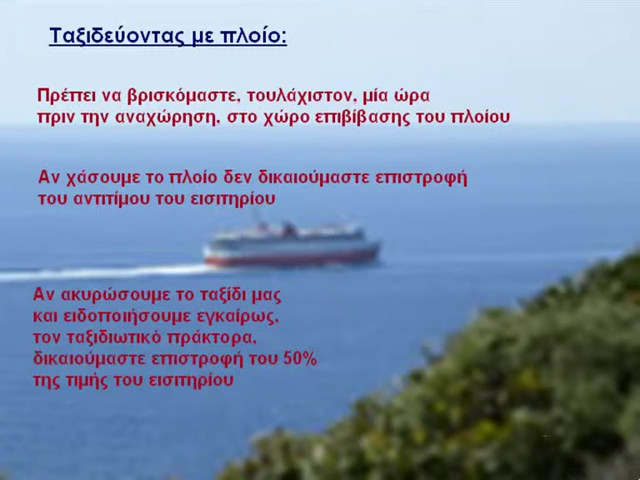 Ταξιδεύοντας με πλοίο:
Πρέπει να βρισκόμαστε, τουλάχιστον, μία ώρα
πριν την αναχώρηση, στο χώρο επιβίβασης του πλοίου
Αν χάσουμε το πλοίο δεν δικαιούμαστε επιστροφή
του αντιτίμου του εισιτηρίου
Αν ακυρώσουμε το ταξίδι μας
και ειδοποιήσουμε εγκαίρως,
τον ταξιδιωτικό πράκτορα,
δικαιούμαστε επιστροφή του 50%
της τιμής του εισιτηρίου